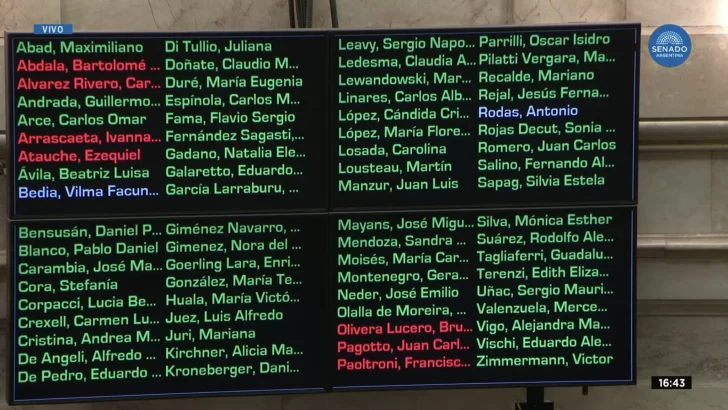 VIVO
SENADO
ARGENTINA
Abad, Maximiliano
Abdala, Bartolomé ...
Alvarez Rivero, Car...
Andrada, Guillermo...
Arce, Carlos Omar
Arrascaeta, Ivanna...
Atauche, Ezequiel
Ávila, Beatriz Luisa
Bedia, Vilma Facun...
Di Tullio, Juliana
Doñate, Claudio M...
Duré, María Eugenia
Espínola, Carlos M...
Fama, Flavio Sergio
Fernández Sagasti,...
Gadano, Natalia Ele...
Galaretto, Eduardo...
García Larraburu, ...
Leavy, Sergio Napo...
Ledesma, Claudia A...
Lewandowski, Mar...
Linares, Carlos Alb...
López, Cándida Cri...
López, María Flore...
Losada, Carolina
Lousteau, Martín
Manzur, Juan Luis
Parrilli, Oscar Isidro
Pilatti Vergara, Ma...
Recalde, Mariano
Rejal, Jesús Ferna...
Rodas, Antonio
Rojas Decut, Sonia ...
Romero, Juan Carlos
Salino, Fernando Al...
Sapag, Silvia Estela
Bensusán, Daniel P...
Blanco, Pablo Daniel
Carambia, José Ma...
Cora, Stefanía
Corpacci, Lucia Be...
Crexell, Carmen Lu...
Cristina, Andrea M...
De Angeli, Alfredo ...
De Pedro, Eduardo ...
Giménez Navarro, ...
Gimenez, Nora del ...
Goerling Lara, Enri...
González, María Te...
Huala, María Victó...
Juez, Luis Alfredo
Juri, Mariana
Kirchner, Alicia Ma...
Kroneberger, Dani...
Mayans, José Migu...
Mendoza, Sandra ...
Moisés, María Car...
Montenegro, Gera...
Neder, José Emilio
Olalla de Moreira, ...
Olivera Lucero, Bru...
Pagotto, Juan Carl...
Paoltroni, Francisc...
Silva, Mónica Esther
Suárez, Rodolfo Ale...
Tagliaferri, Guadalu...
Terenzi, Edith Eliza...
Uñac, Sergio Mauri...
Valenzuela, Merce...
Vigo, Alejandra Ma...
Vischi, Eduardo Ale...
Zimmermann, Victor
16:43